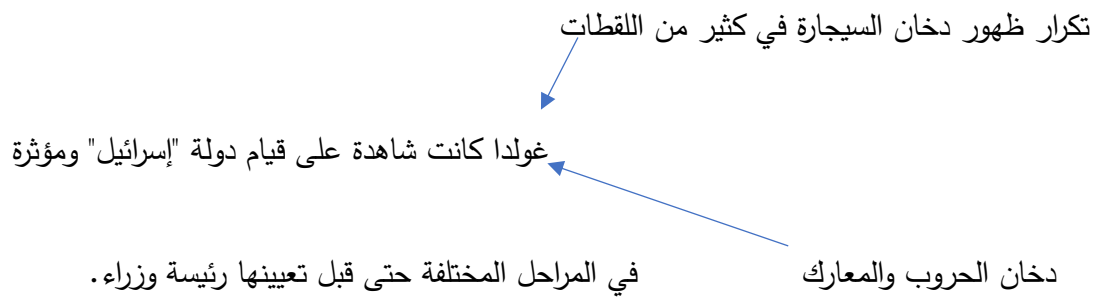 تكرار ظهور دخان السيجارة في كثير من اللقطات
غولدا كانت شاهدة على قيام دولة "إسرائيل" ومؤثرة
دخان الحروب والمعارك
في المراحل المختلفة حتى قبل تعيينها رئيسة وزراء.